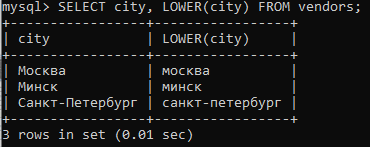 mysql> SELECT city, LOWER(city) FROM vendors;
+-----------------+-----------------+
| city            | LOWER(city)     |
+-----------------+-----------------+
| Москва          | москва          |
| Минск           | минск           |
| Санкт-Петербург | санкт-петербург |
+-----------------+-----------------+
3 rows in set (0.01 sec)